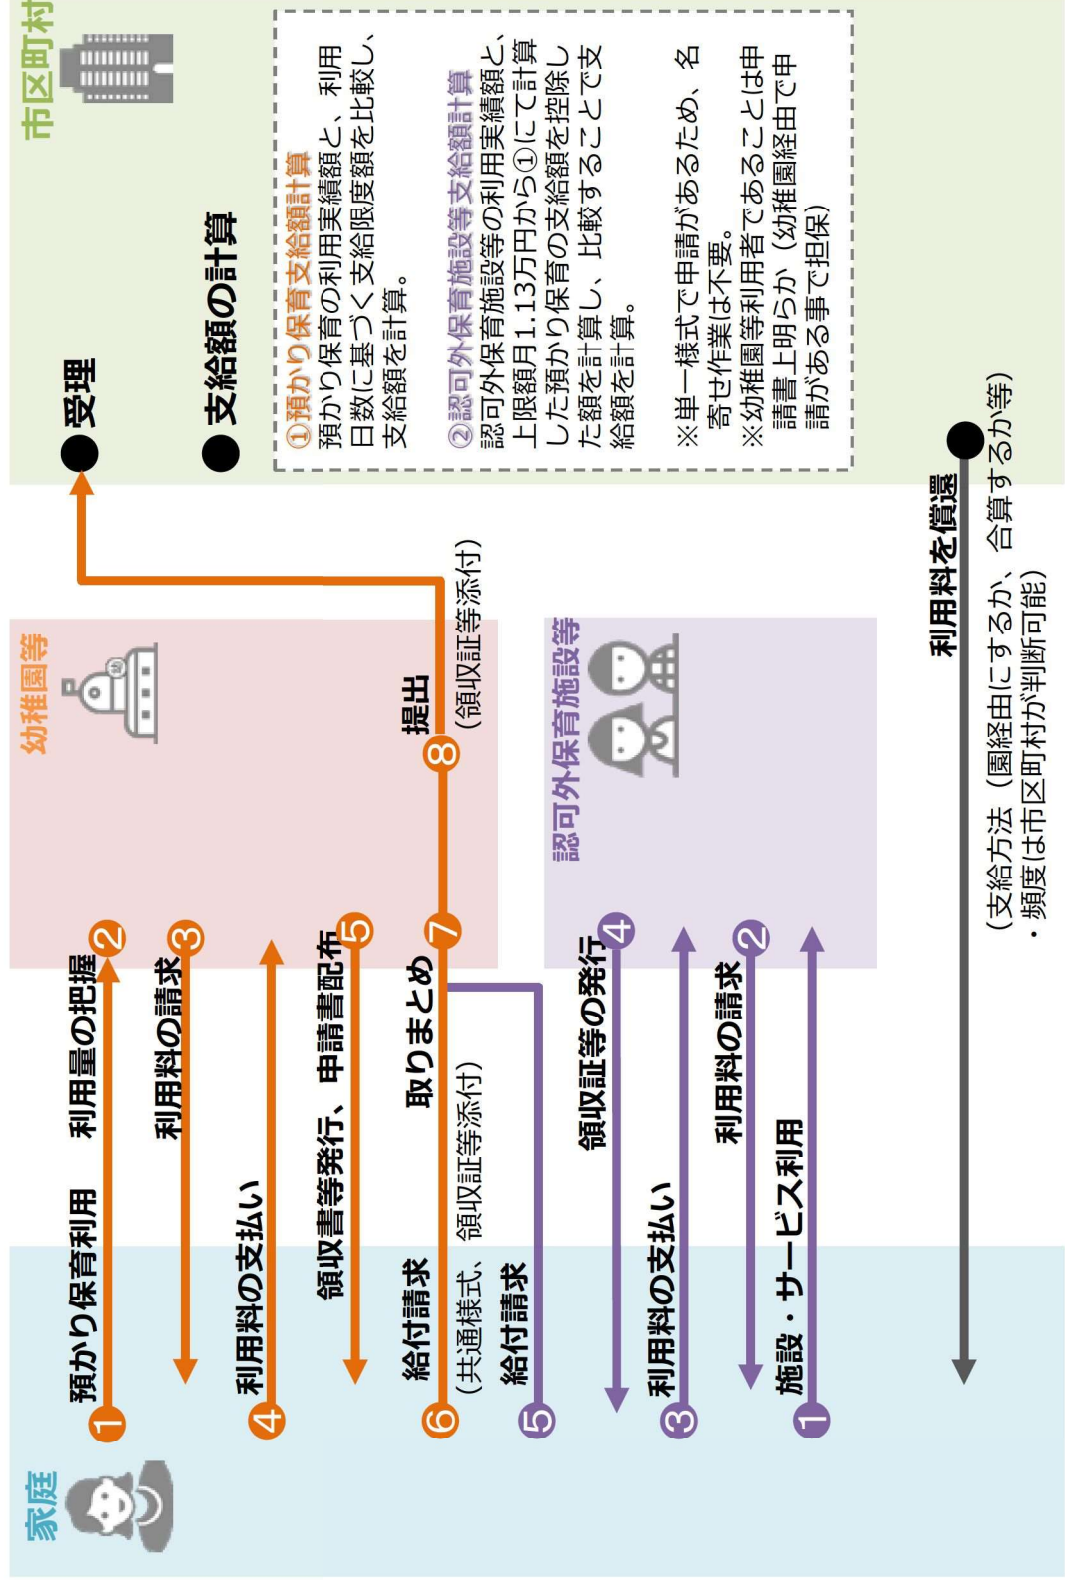 家庭
幼稚園等
市区町村
預かり保育利用
①
利用量の把握
②
利用料の請求
③
利用料の支払い
④
領収書等発行、申請書配布
⑤
給付請求
(共通様式、領収証等添付)
⑥
取りまとめ
⑦
提出
(領収証等添付)
⑧
給付請求
⑤
認可外保育施設等
領収証等の発行
④
利用料の支払い
③
利用料の請求
②
施設・サービス利用
①
●受理
●支給額の計算
①預かり保育支給額計算
預かり保育の利用実績額と、利用
日数に基づく支給限度額を比較し、
支給額を計算。
②認可外保育施設等支給額計算
認可外保育施設等の利用実績額と、
上限額月1.13万円から①にて計算
した預かり保育の支給額を控除し
た額を計算し、比較することで支
給額を計算。
※単一様式で申請があるため、名
寄せ作業は不要。
※幼稚園等利用者であることは申
請書上明らか(幼稚園経由で申
請がある事で担保)
利用料を償還
(支給方法(園経由にするか、合算するか等)
・頻度は市区町村が判断可能)